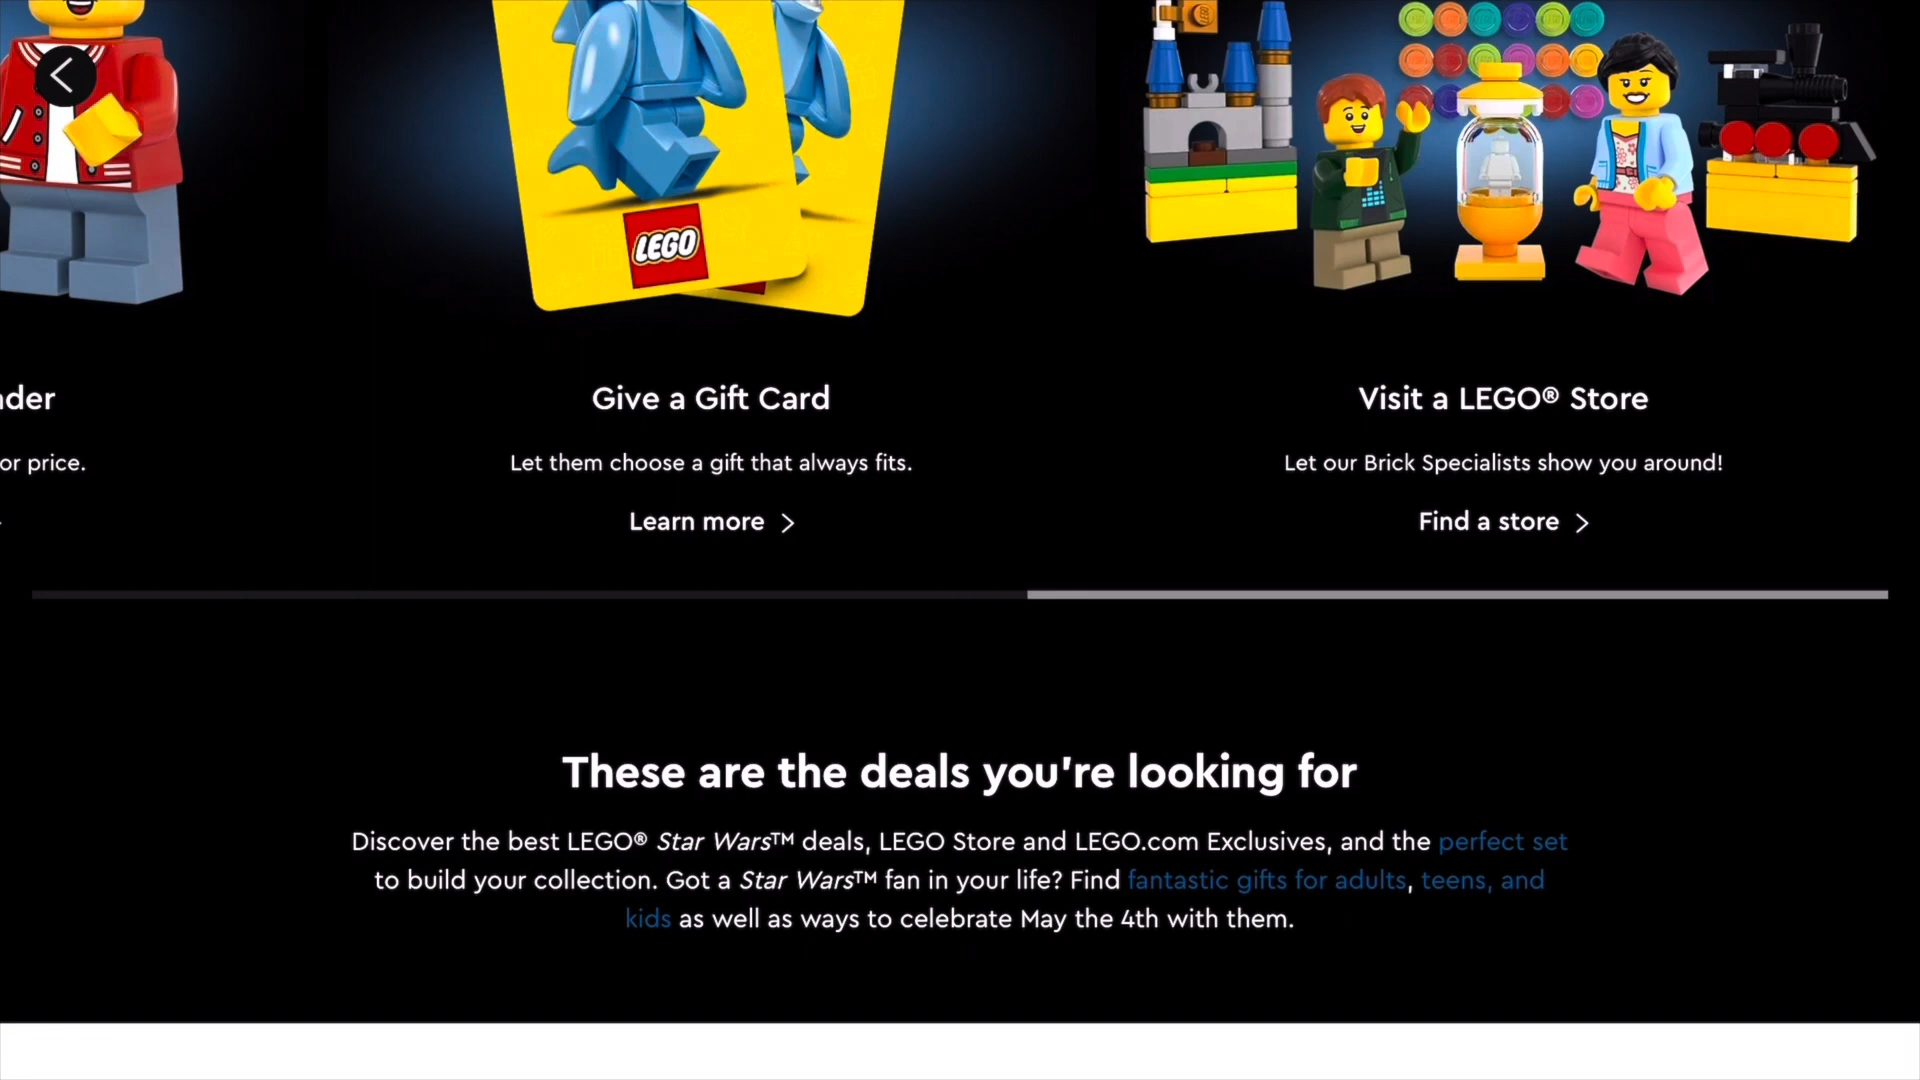 LEGO
Give a Gift Card
Visit a LEGO® Store
or price.
Let them choose a gift that always fits.
Let our Brick Specialists show you around!
Learn more
Find a store
These are the deals you're looking for
Discover the best LEGO® Star Wars™ deals, LEGO Store and LEGO.com Exclusives, and the perfect set
to build your collection. Got a Star Wars™ fan in your life? Find fantastic gifts for adults, teens, and
kids as well as ways to celebrate May the 4th with them.